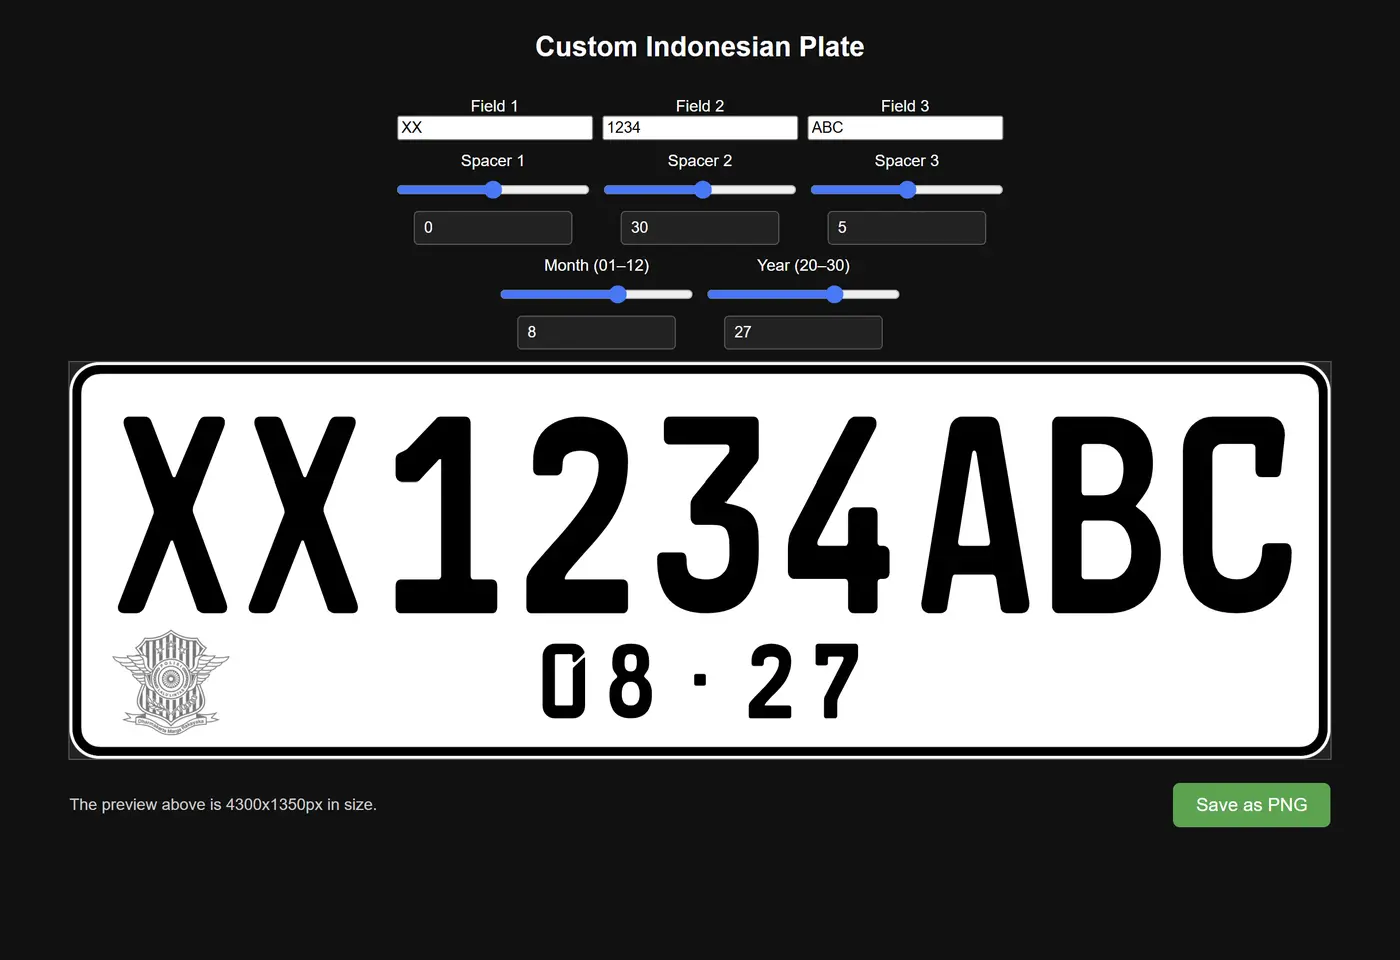 Custom Indonesian Plate
Field 1 Field 2 Field 3
XX 1234 ABC
Spacer 1 Spacer 2 Spacer 3
0 30 5
Month (01–12) Year (20–30)
8 27
XX1234ABC
08 · 27
The preview above is 4300x1350px in size.
Save as PNG